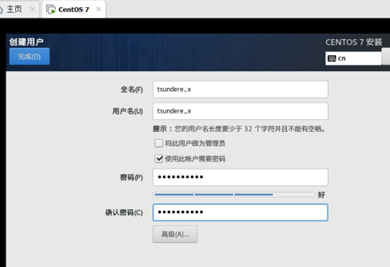 主页 × CentOS 7 ×
创建用户
CENTOS 7 安装
完成(D)
cn
全名(F) tsundere_x
用户名(U) tsundere_x
提示：您的用户名长度要少于 32 个字符并且不能有空格。
将此用户做为管理员
使用此帐户需要密码
密码(P) ●●●●●●●●●●
好
确认密码(C) ●●●●●●●●●●
高级(A)...